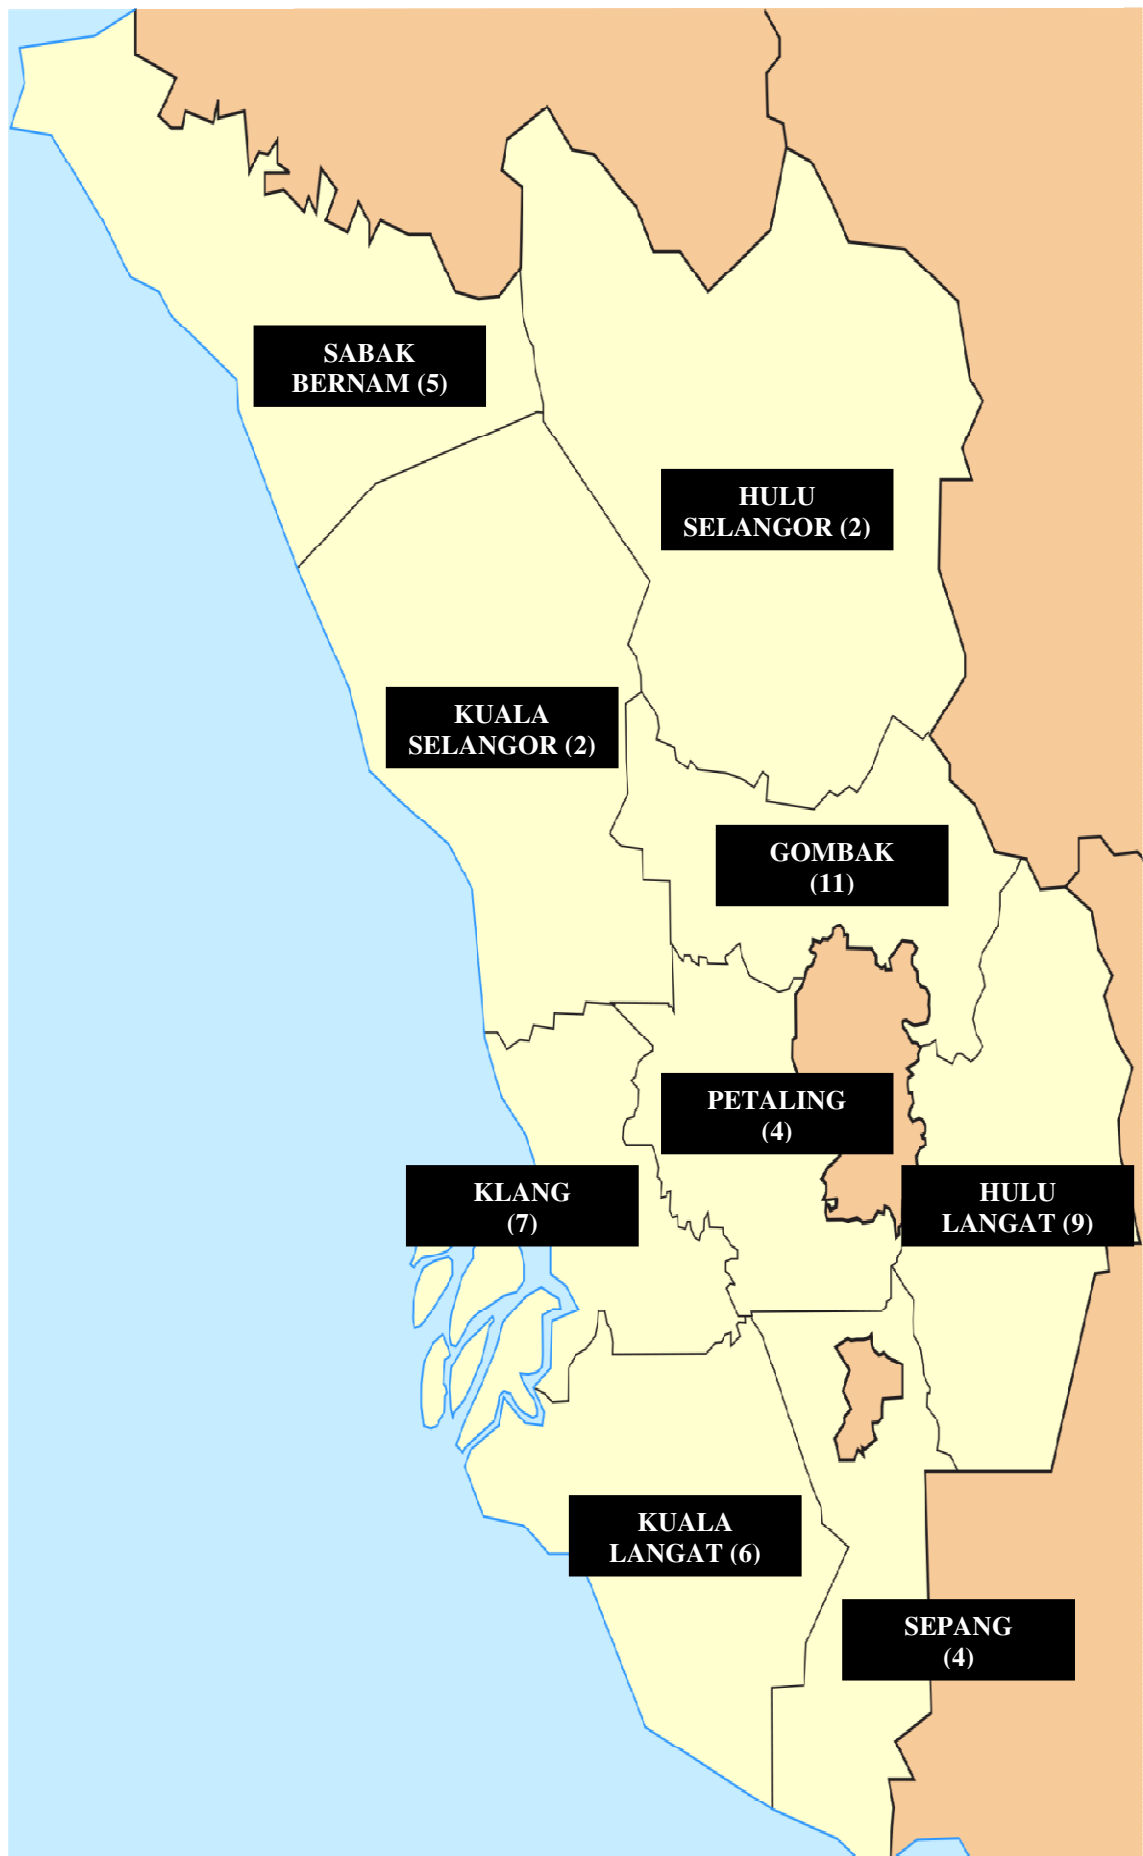 SABAK
BERNAM (5)
HULU
SELANGOR (2)
KUALA
SELANGOR (2)
GOMBAK
(11)
PETALING
(4)
KLANG
(7)
HULU
LANGAT (9)
KUALA
LANGAT (6)
SEPANG
(4)